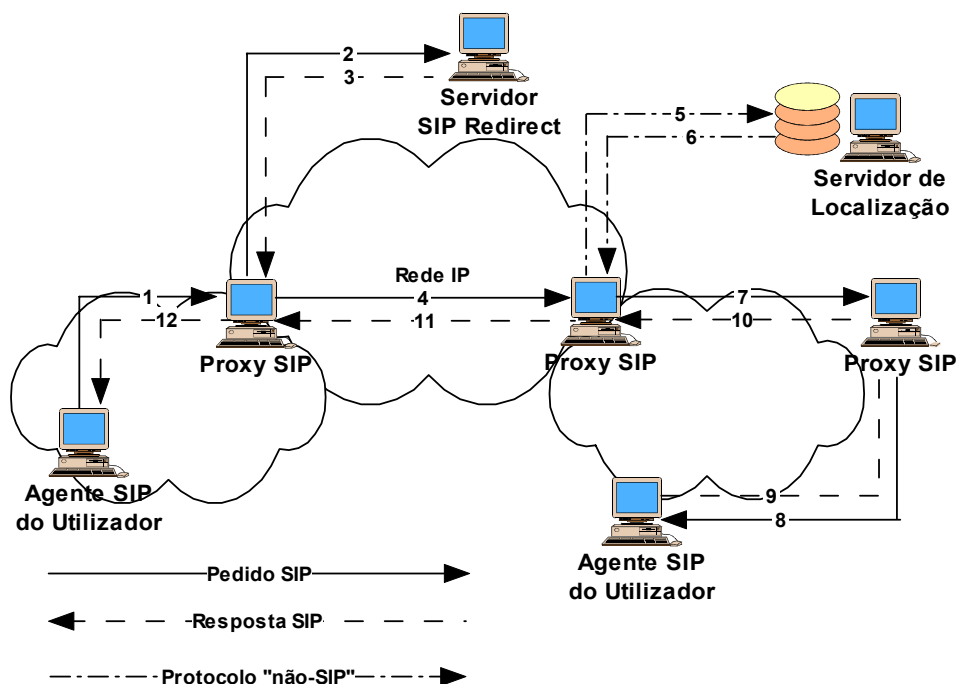 2
3
Servidor
SIP Redirect
5
6
Servidor de
Localização
Rede IP
1
4
7
12
11
10
Proxy SIP
Proxy SIP
Proxy SIP
Agente SIP
do Utilizador
9
8
Agente SIP
do Utilizador
Pedido SIP
Resposta SIP
Protocolo "não-SIP"